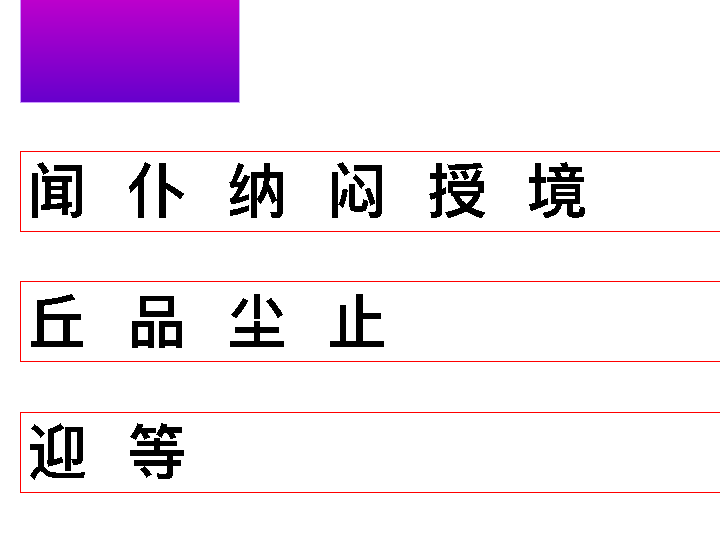 闻 仆 纳 闷 授 境
丘 品 尘 止
迎 等